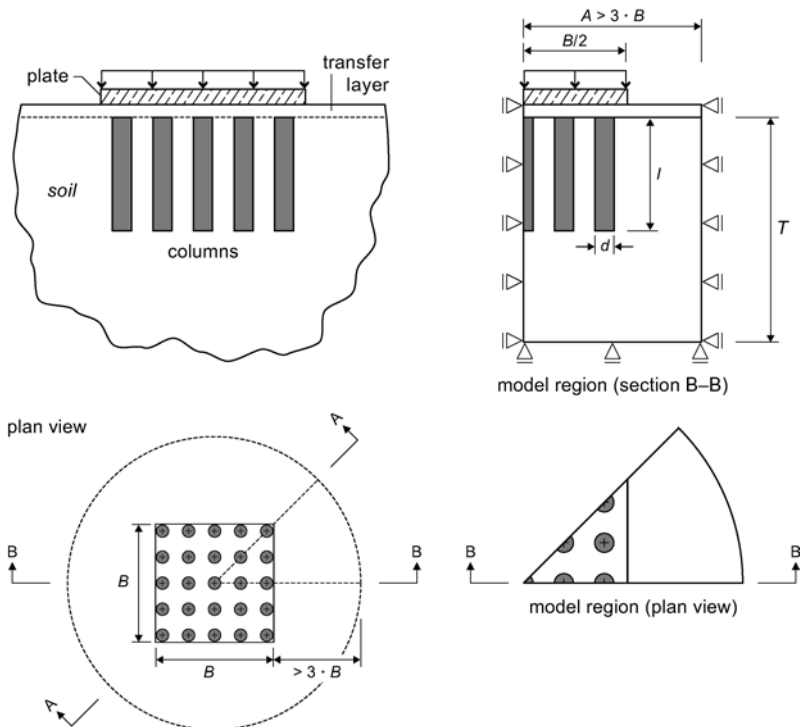 plate
transfer
layer
soil
columns
A > 3 · B
B/2
l
d
T
model region (section B–B)
plan view
A
B
B
B
B
> 3 · B
A
B
B
model region (plan view)